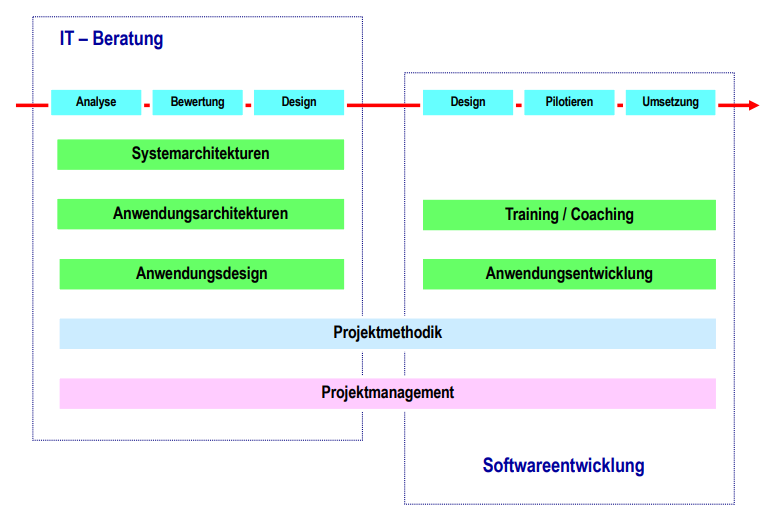 IT – Beratung
Analyse
Bewertung
Design
Design
Pilotieren
Umsetzung
Systemarchitekturen
Anwendungsarchitekturen
Training / Coaching
Anwendungsdesign
Anwendungsentwicklung
Projektmethodik
Projektmanagement
Softwareentwicklung